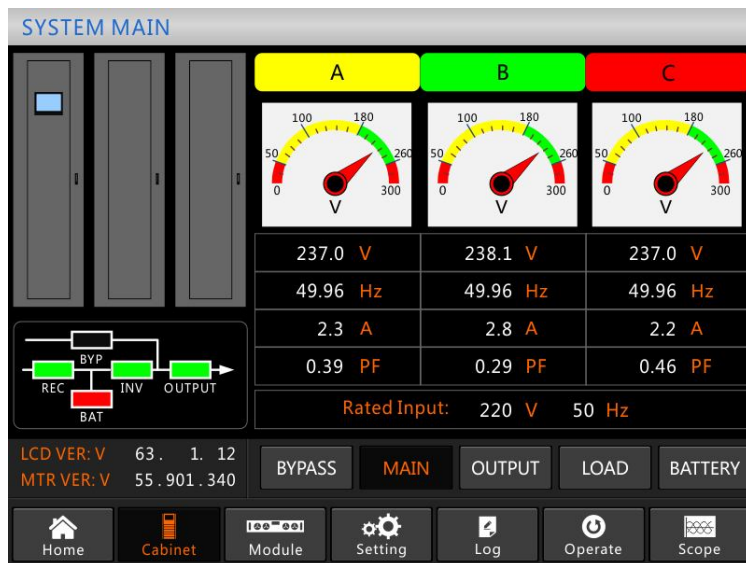 SYSTEM MAIN
A B C
100 180 100 180 100 180
50 260 50 260 50 260
0 300 0 300 0 300
V V V
237.0 V 238.1 V 237.0 V
49.96 Hz 49.96 Hz 49.96 Hz
2.3 A 2.8 A 2.2 A
0.39 PF 0.29 PF 0.46 PF
Rated Input: 220 V 50 Hz
BYP
REC INV OUTPUT
BAT
LCD VER: V 63. 1. 12
MTR VER: V 55.901.340
BYPASS MAIN OUTPUT LOAD BATTERY
Home Cabinet Module Setting Log Operate Scope